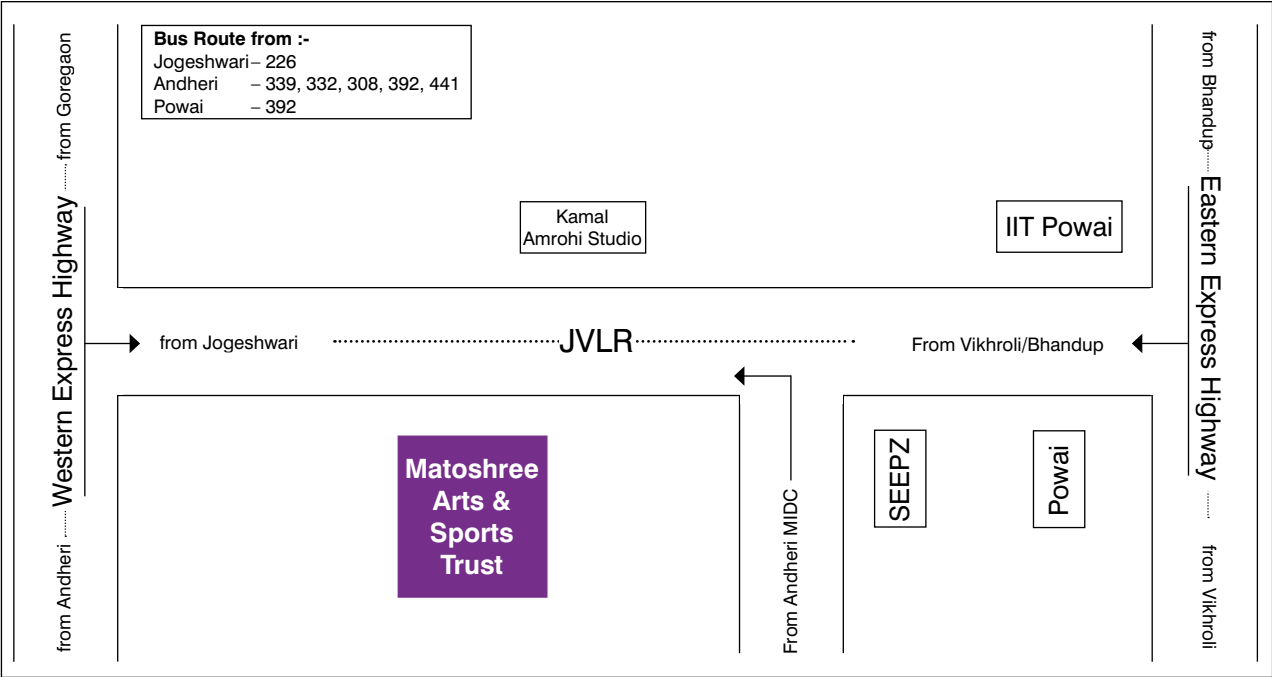 Bus Route from :-
Jogeshwari – 226
Andheri – 339, 332, 308, 392, 441
Powai – 392
from Andheri ...... Western Express Highway ...... from Goregaon
from Bhandup ...... Eastern Express Highway ...... from Vikhroli
Kamal
Amrohi Studio
IIT Powai
from Jogeshwari ...... JVLR ...... From Vikhroli/Bhandup
Matoshree
Arts &
Sports
Trust
From Andheri MIDC
SEEPZ
Powai